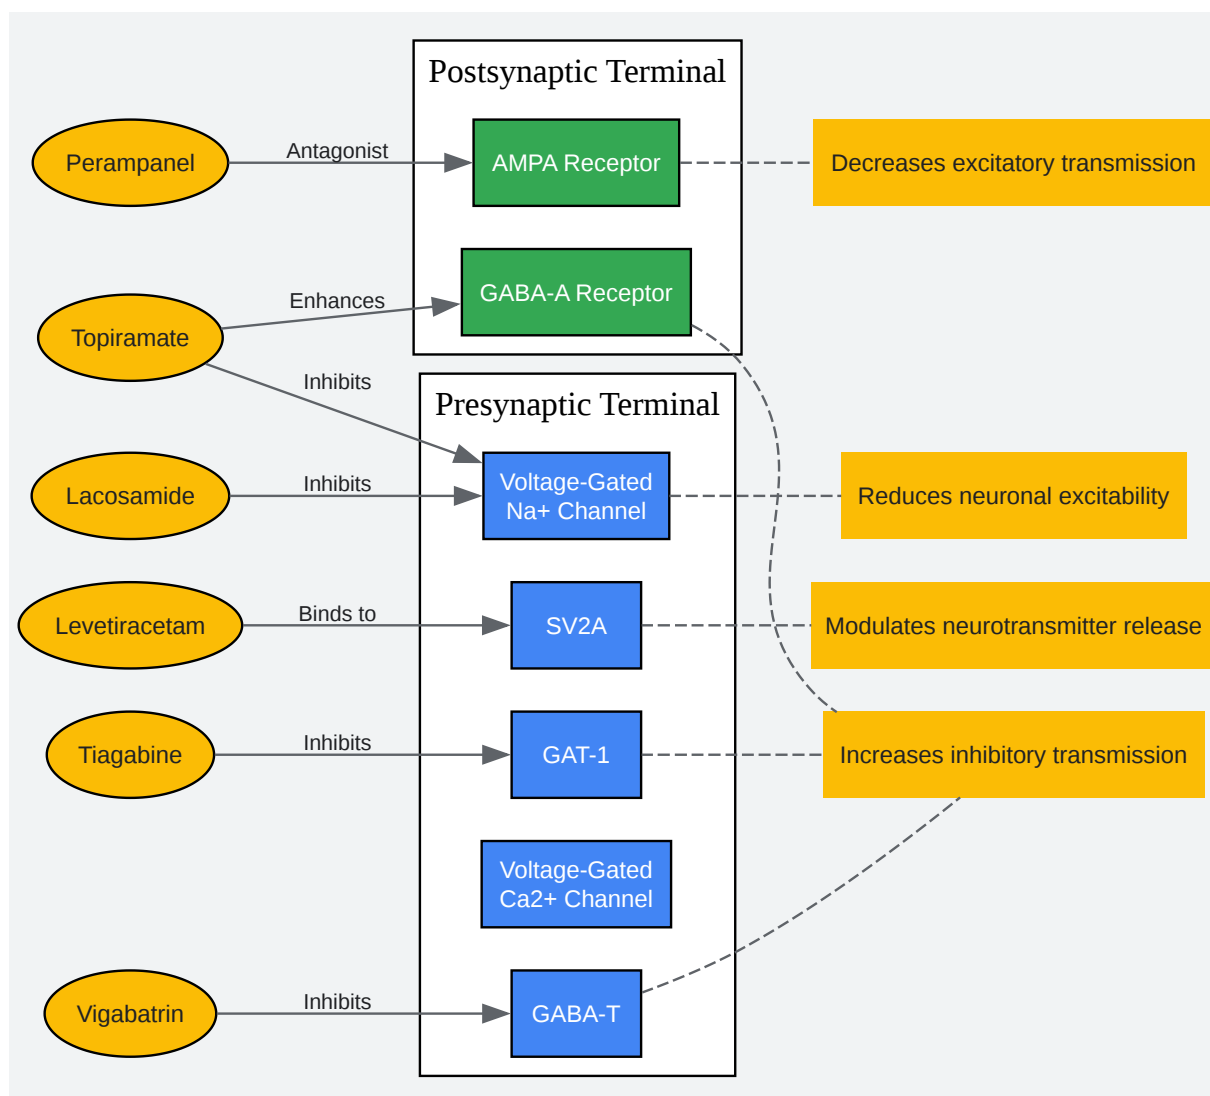 Postsynaptic Terminal
Perampanel
Antagonist
AMPA Receptor
Decreases excitatory transmission
Topiramate
Enhances
GABA-A Receptor
Inhibits
Presynaptic Terminal
Lacosamide
Inhibits
Voltage-Gated
Na+ Channel
Reduces neuronal excitability
Levetiracetam
Binds to
SV2A
Modulates neurotransmitter release
Tiagabine
Inhibits
GAT-1
Increases inhibitory transmission
Voltage-Gated
Ca2+ Channel
Vigabatrin
Inhibits
GABA-T